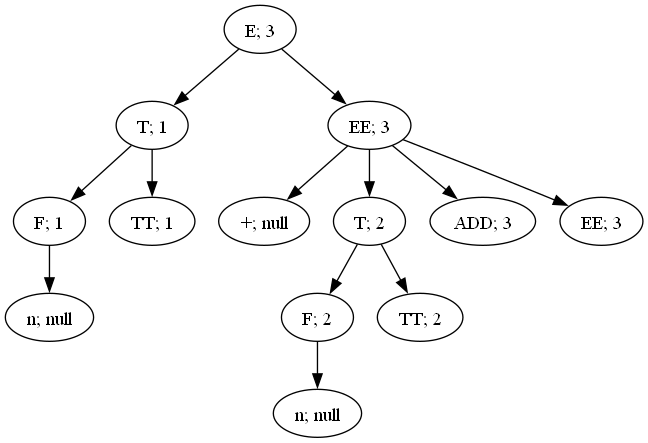 E; 3
T; 1
EE; 3
F; 1
TT; 1
+; null
T; 2
ADD; 3
EE; 3
n; null
F; 2
TT; 2
n; null